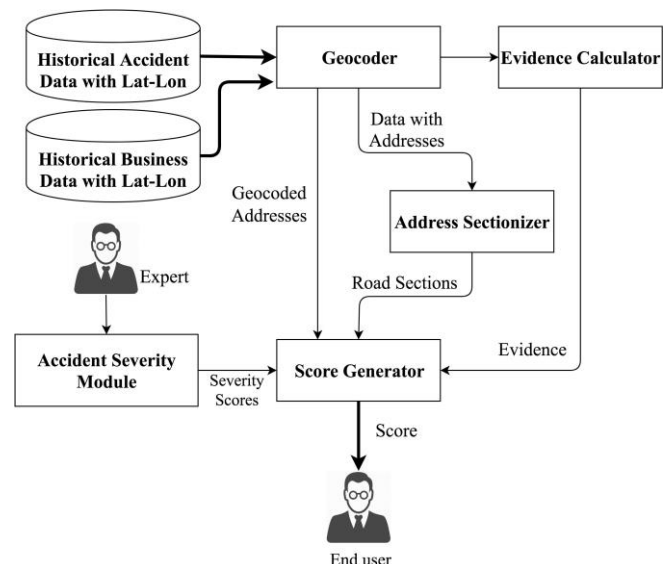 Historical Accident
Data with Lat-Lon
Geocoder
Evidence Calculator
Historical Business
Data with Lat-Lon
Data with
Addresses
Geocoded
Addresses
Address Sectionizer
Expert
Road Sections
Accident Severity
Module
Severity
Scores
Score Generator
Evidence
Score
End user